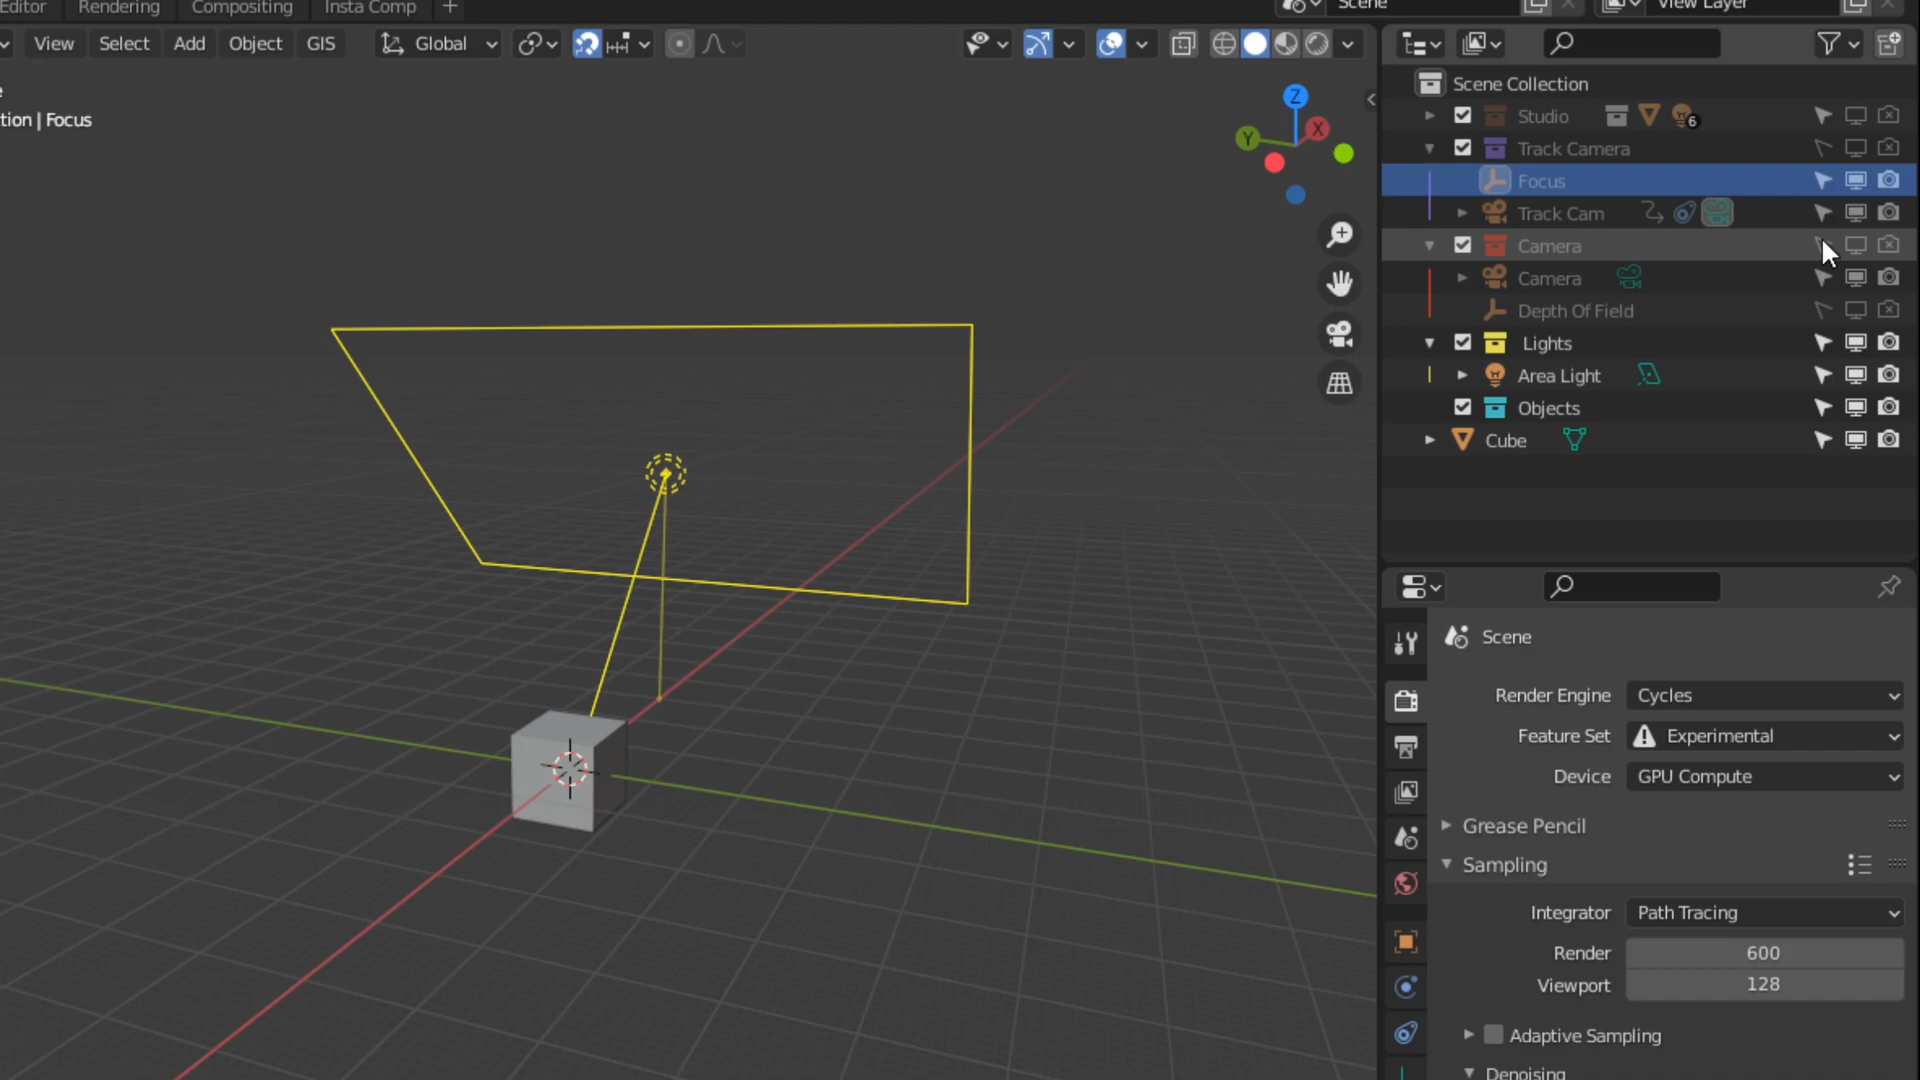 Editor Rendering Compositing Insta Comp + Scene View Layer
View Select Add Object GIS Global
tion | Focus
Z
Y X
Scene Collection
Studio 6
Track Camera
Focus
Track Cam
Camera
Camera
Depth Of Field
Lights
Area Light
Objects
Cube
Scene
Render Engine Cycles
Feature Set Experimental
Device GPU Compute
Grease Pencil
Sampling
Integrator Path Tracing
Render 600
Viewport 128
Adaptive Sampling
Denoising